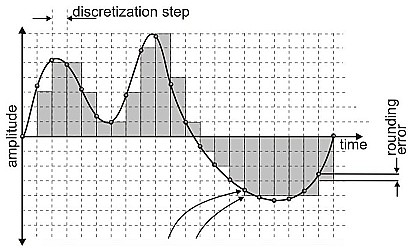 discretization step
amplitude
time
rounding
error